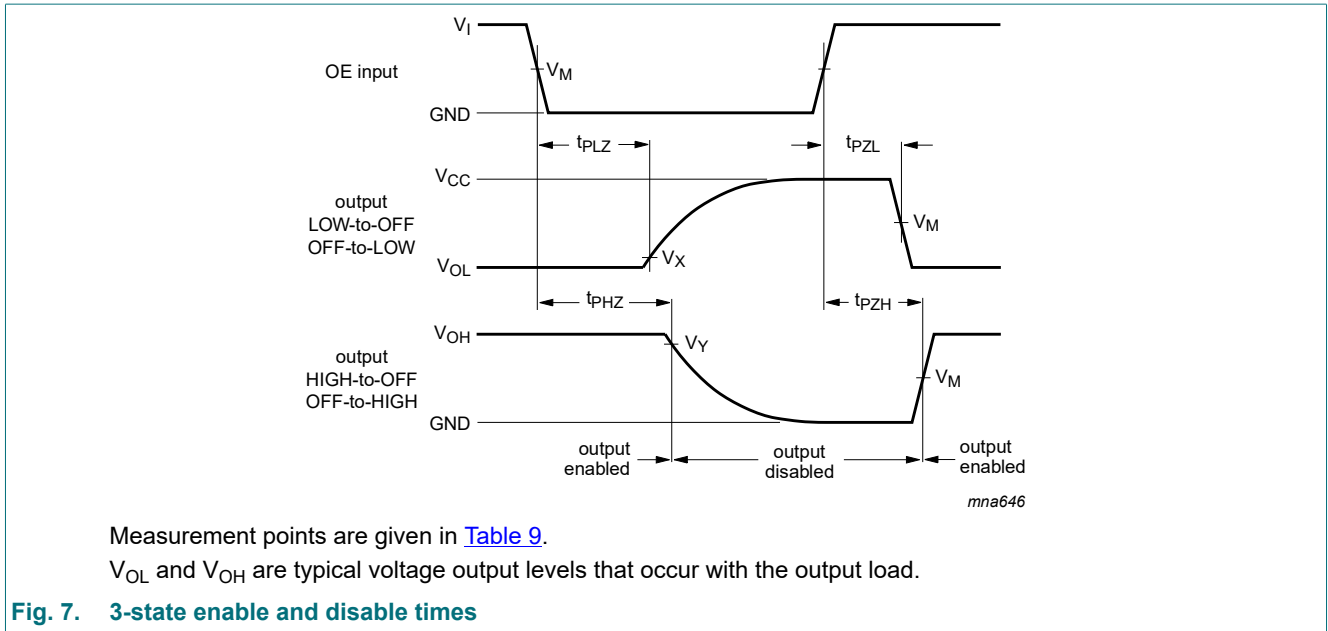 VI
OE input
VM
GND
tPLZ
tPZL
VCC
output
LOW-to-OFF
OFF-to-LOW
VM
VOL
VX
tPHZ
tPZH
VOH
VY
output
HIGH-to-OFF
OFF-to-HIGH
VM
GND
output
enabled
output
disabled
output
enabled
mna646
Measurement points are given in Table 9.
VOL and VOH are typical voltage output levels that occur with the output load.
Fig. 7. 3-state enable and disable times